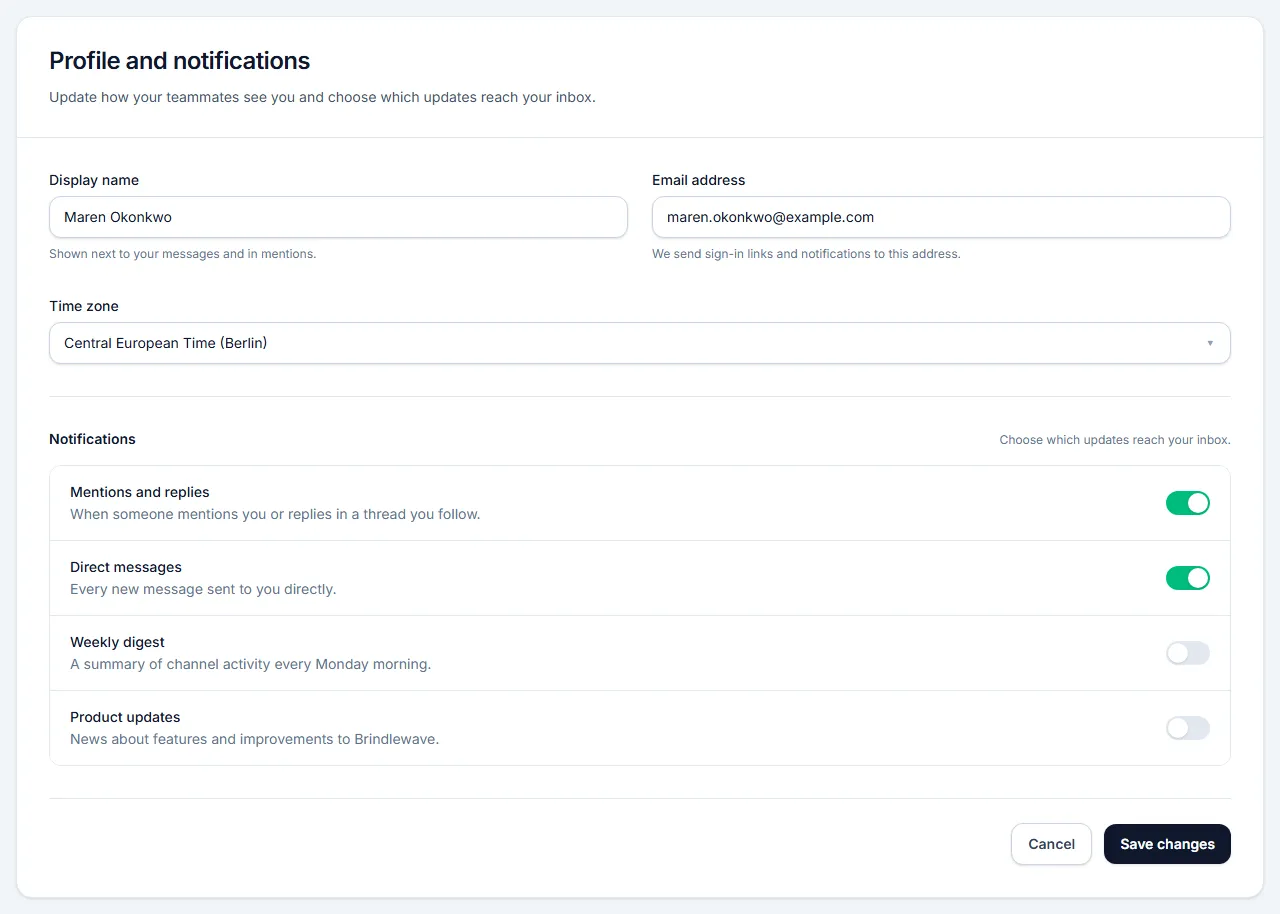 Profile and notifications
Update how your teammates see you and choose which updates reach your inbox.
Display name
Maren Okonkwo
Shown next to your messages and in mentions.
Email address
maren.okonkwo@example.com
We send sign-in links and notifications to this address.
Time zone
Central European Time (Berlin)
Notifications
Choose which updates reach your inbox.
Mentions and replies
When someone mentions you or replies in a thread you follow.
Direct messages
Every new message sent to you directly.
Weekly digest
A summary of channel activity every Monday morning.
Product updates
News about features and improvements to Brindlewave.
Cancel
Save changes